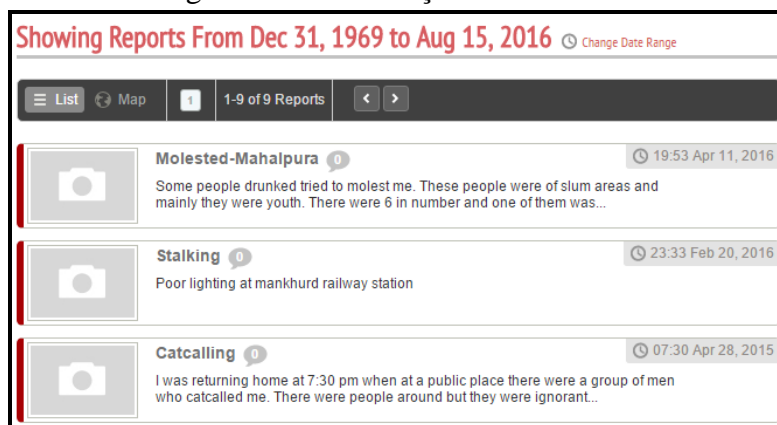 Showing Reports From Dec 31, 1969 to Aug 15, 2016 Change Date Range
List Map 1 1-9 of 9 Reports < >
Molested-Mahalpura 0 19:53 Apr 11, 2016
Some people drunked tried to molest me. These people were of slum areas and
mainly they were youth. There were 6 in number and one of them was...
Stalking 0 23:33 Feb 20, 2016
Poor lighting at mankhurd railway station
Catcalling 0 07:30 Apr 28, 2015
I was returning home at 7:30 pm when at a public place there were a group of men
who catcalled me. There were people around but they were ignorant...